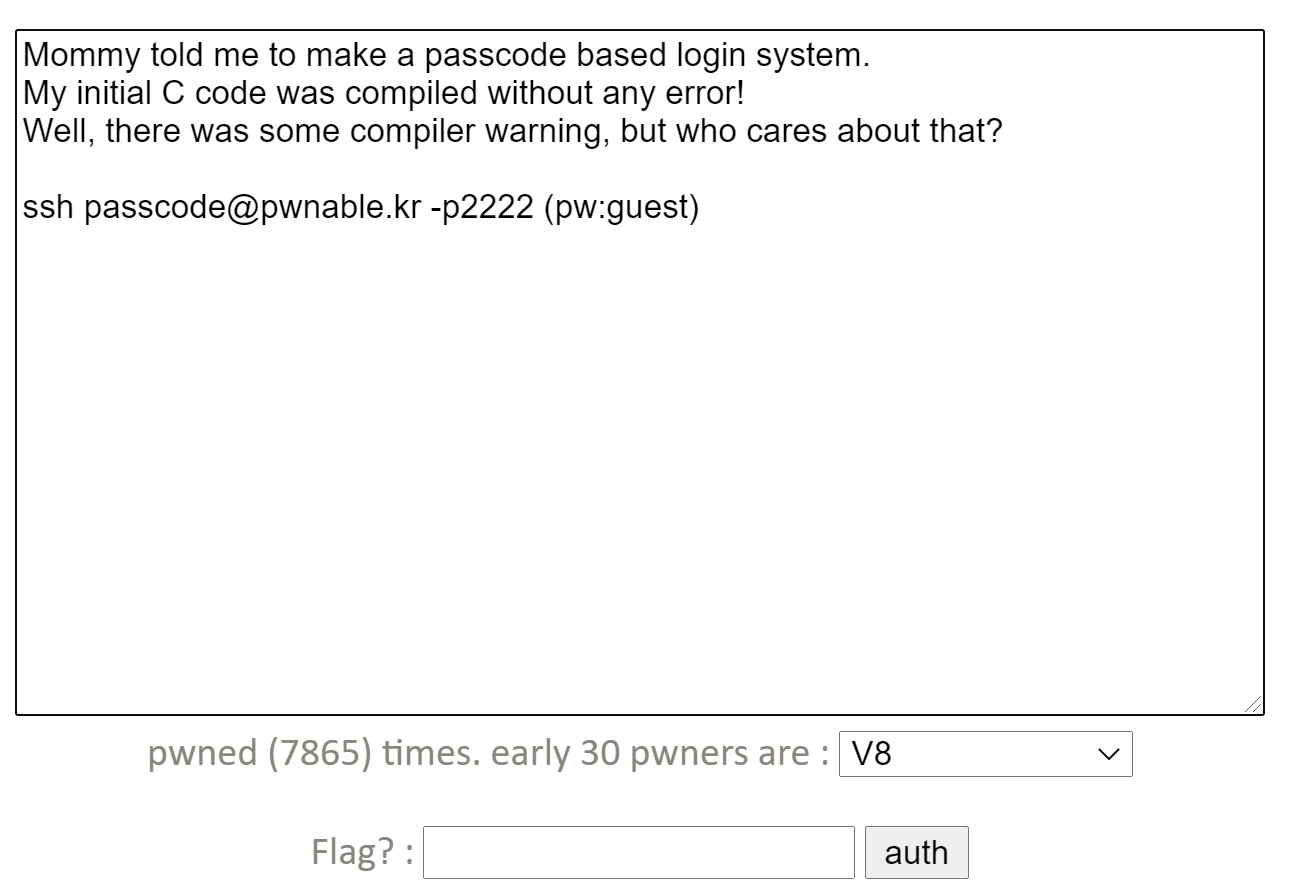 Mommy told me to make a passcode based login system.
My initial C code was compiled without any error!
Well, there was some compiler warning, but who cares about that?
ssh passcode@pwnable.kr -p2222 (pw:guest)
pwned (7865) times. early 30 pwners are : V8
Flag? : auth